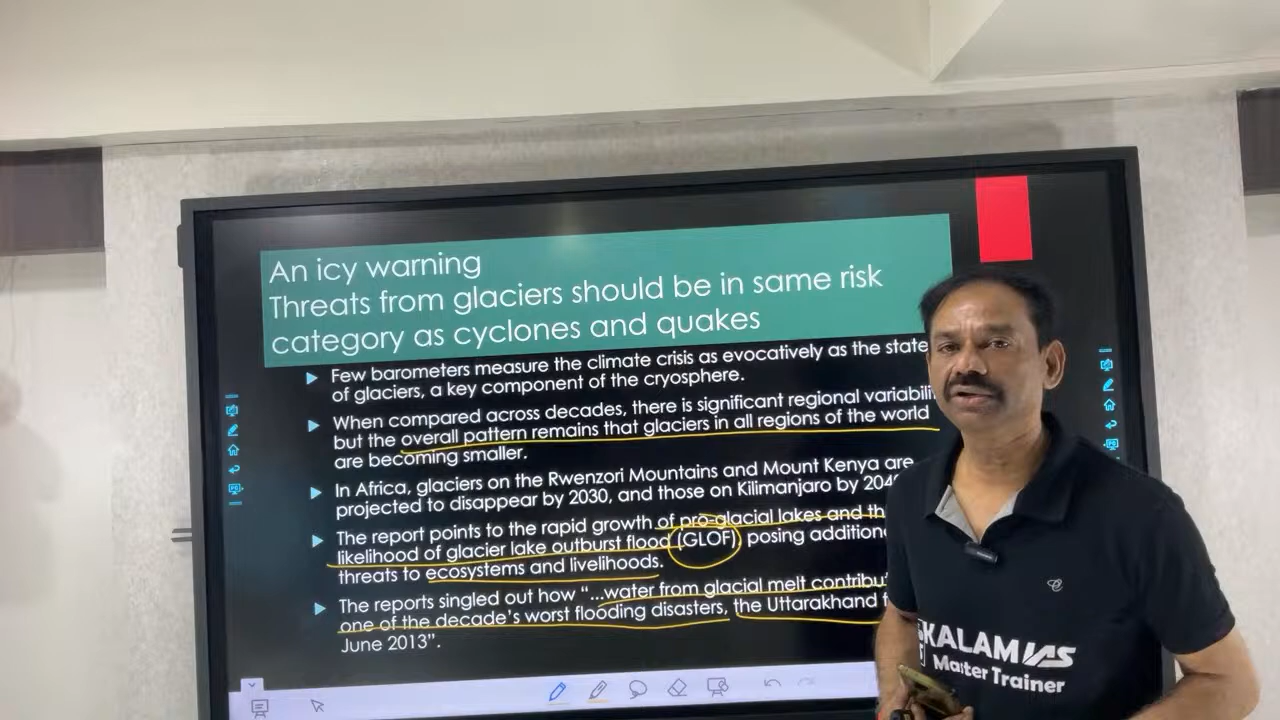 An icy warning
Threats from glaciers should be in same risk
category as cyclones and quakes
Few barometers measure the climate crisis as evocatively as the state
of glaciers, a key component of the cryosphere.
When compared across decades, there is significant regional
but the overall pattern remains that glaciers in all regions of the world
are becoming smaller.
In Africa, glaciers on the Rwenzori Mountains and Mount Kenya are
projected to disappear by 2030, and those on Kilimanjaro by
The report points to the rapid growth of pro-glacial lakes and
likelihood of glacier lake outburst flood (GLOF) posing
threats to ecosystems and livelihoods.
The reports singled out how “...water from glacial melt
one of the decade’s worst flooding disasters, the Uttarakhand
June 2013”.
KALAM IAS
Master Trainer